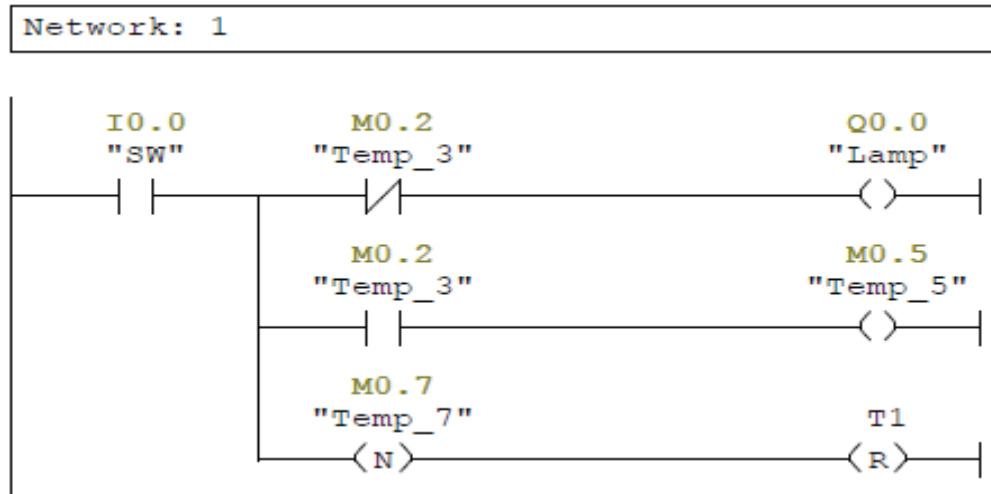 Network: 1
I0.0 M0.2 Q0.0
"SW" "Temp_3" "Lamp"
M0.2 M0.5
"Temp_3" "Temp_5"
M0.7
"Temp_7" T1
N R